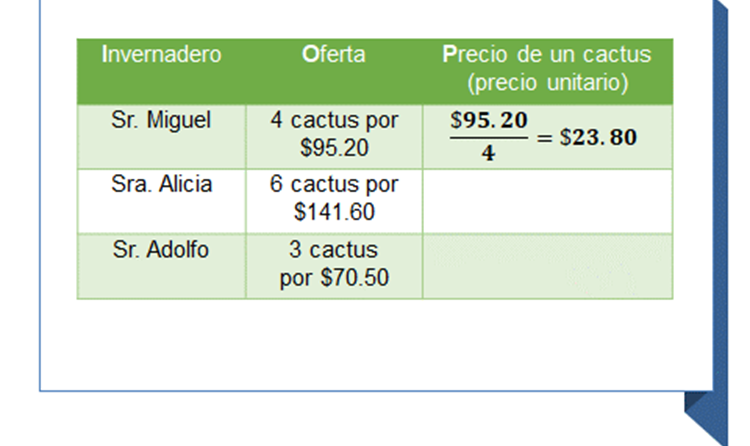 Invernadero Oferta Precio de un cactus
(precio unitario)
Sr. Miguel 4 cactus por
$95.20
$95.20
4
= $23.80
Sra. Alicia 6 cactus por
$141.60
Sr. Adolfo 3 cactus
por $70.50